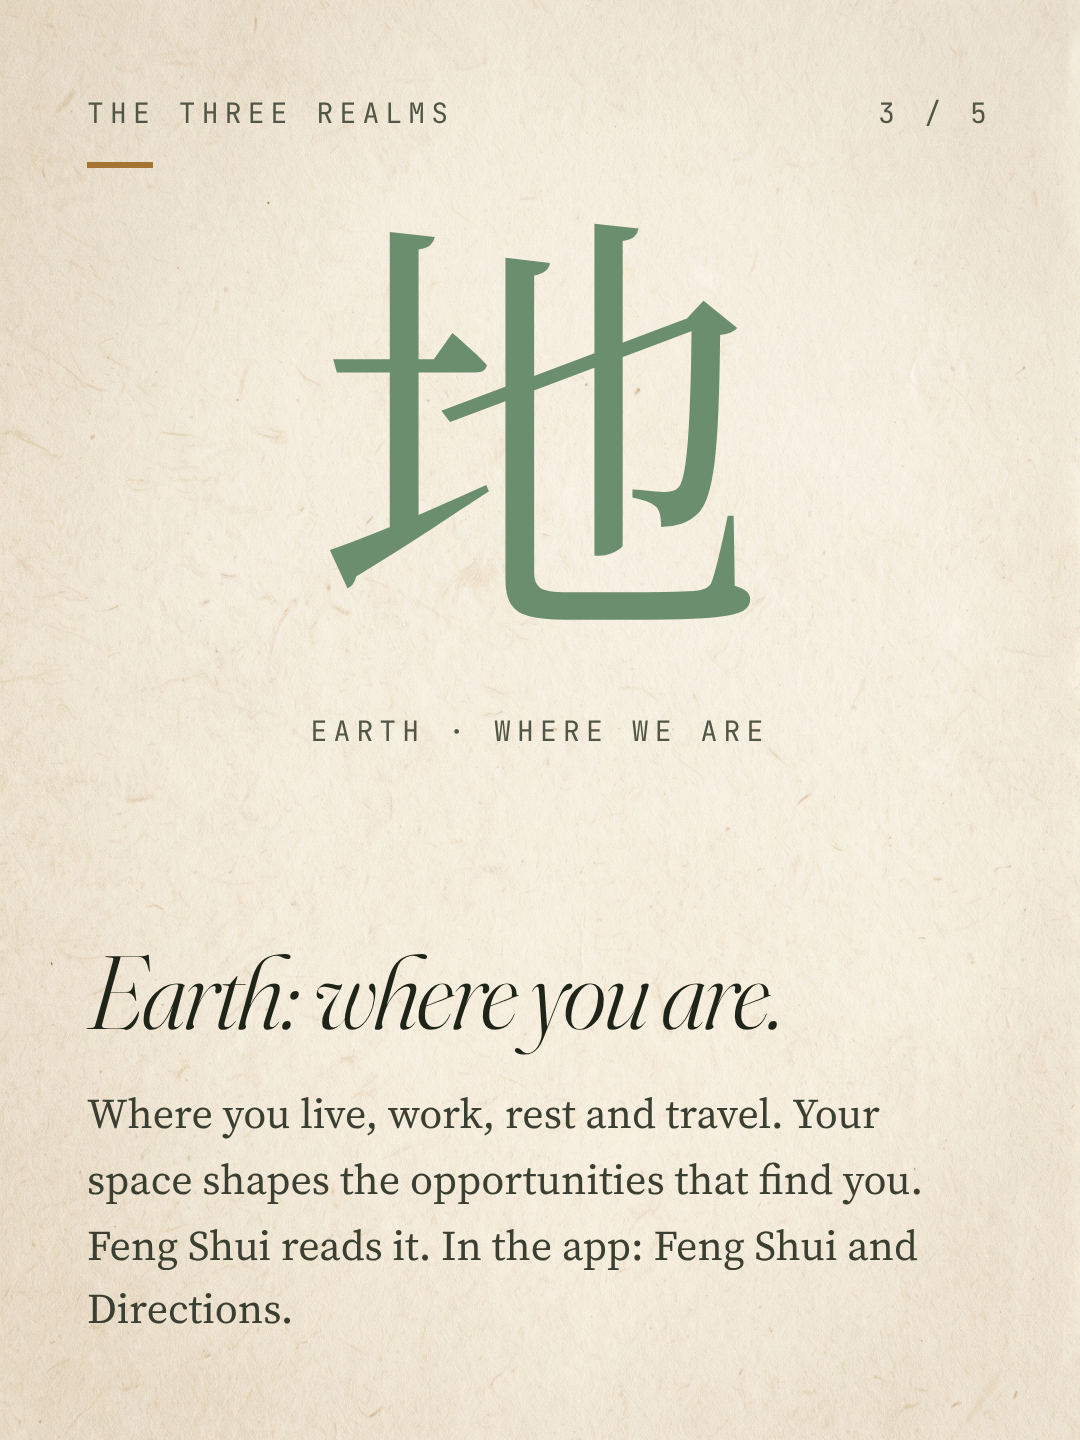 THE THREE REALMS
3 / 5
地
EARTH · WHERE WE ARE
Earth: where you are.
Where you live, work, rest and travel. Your
space shapes the opportunities that find you.
Feng Shui reads it. In the app: Feng Shui and
Directions.